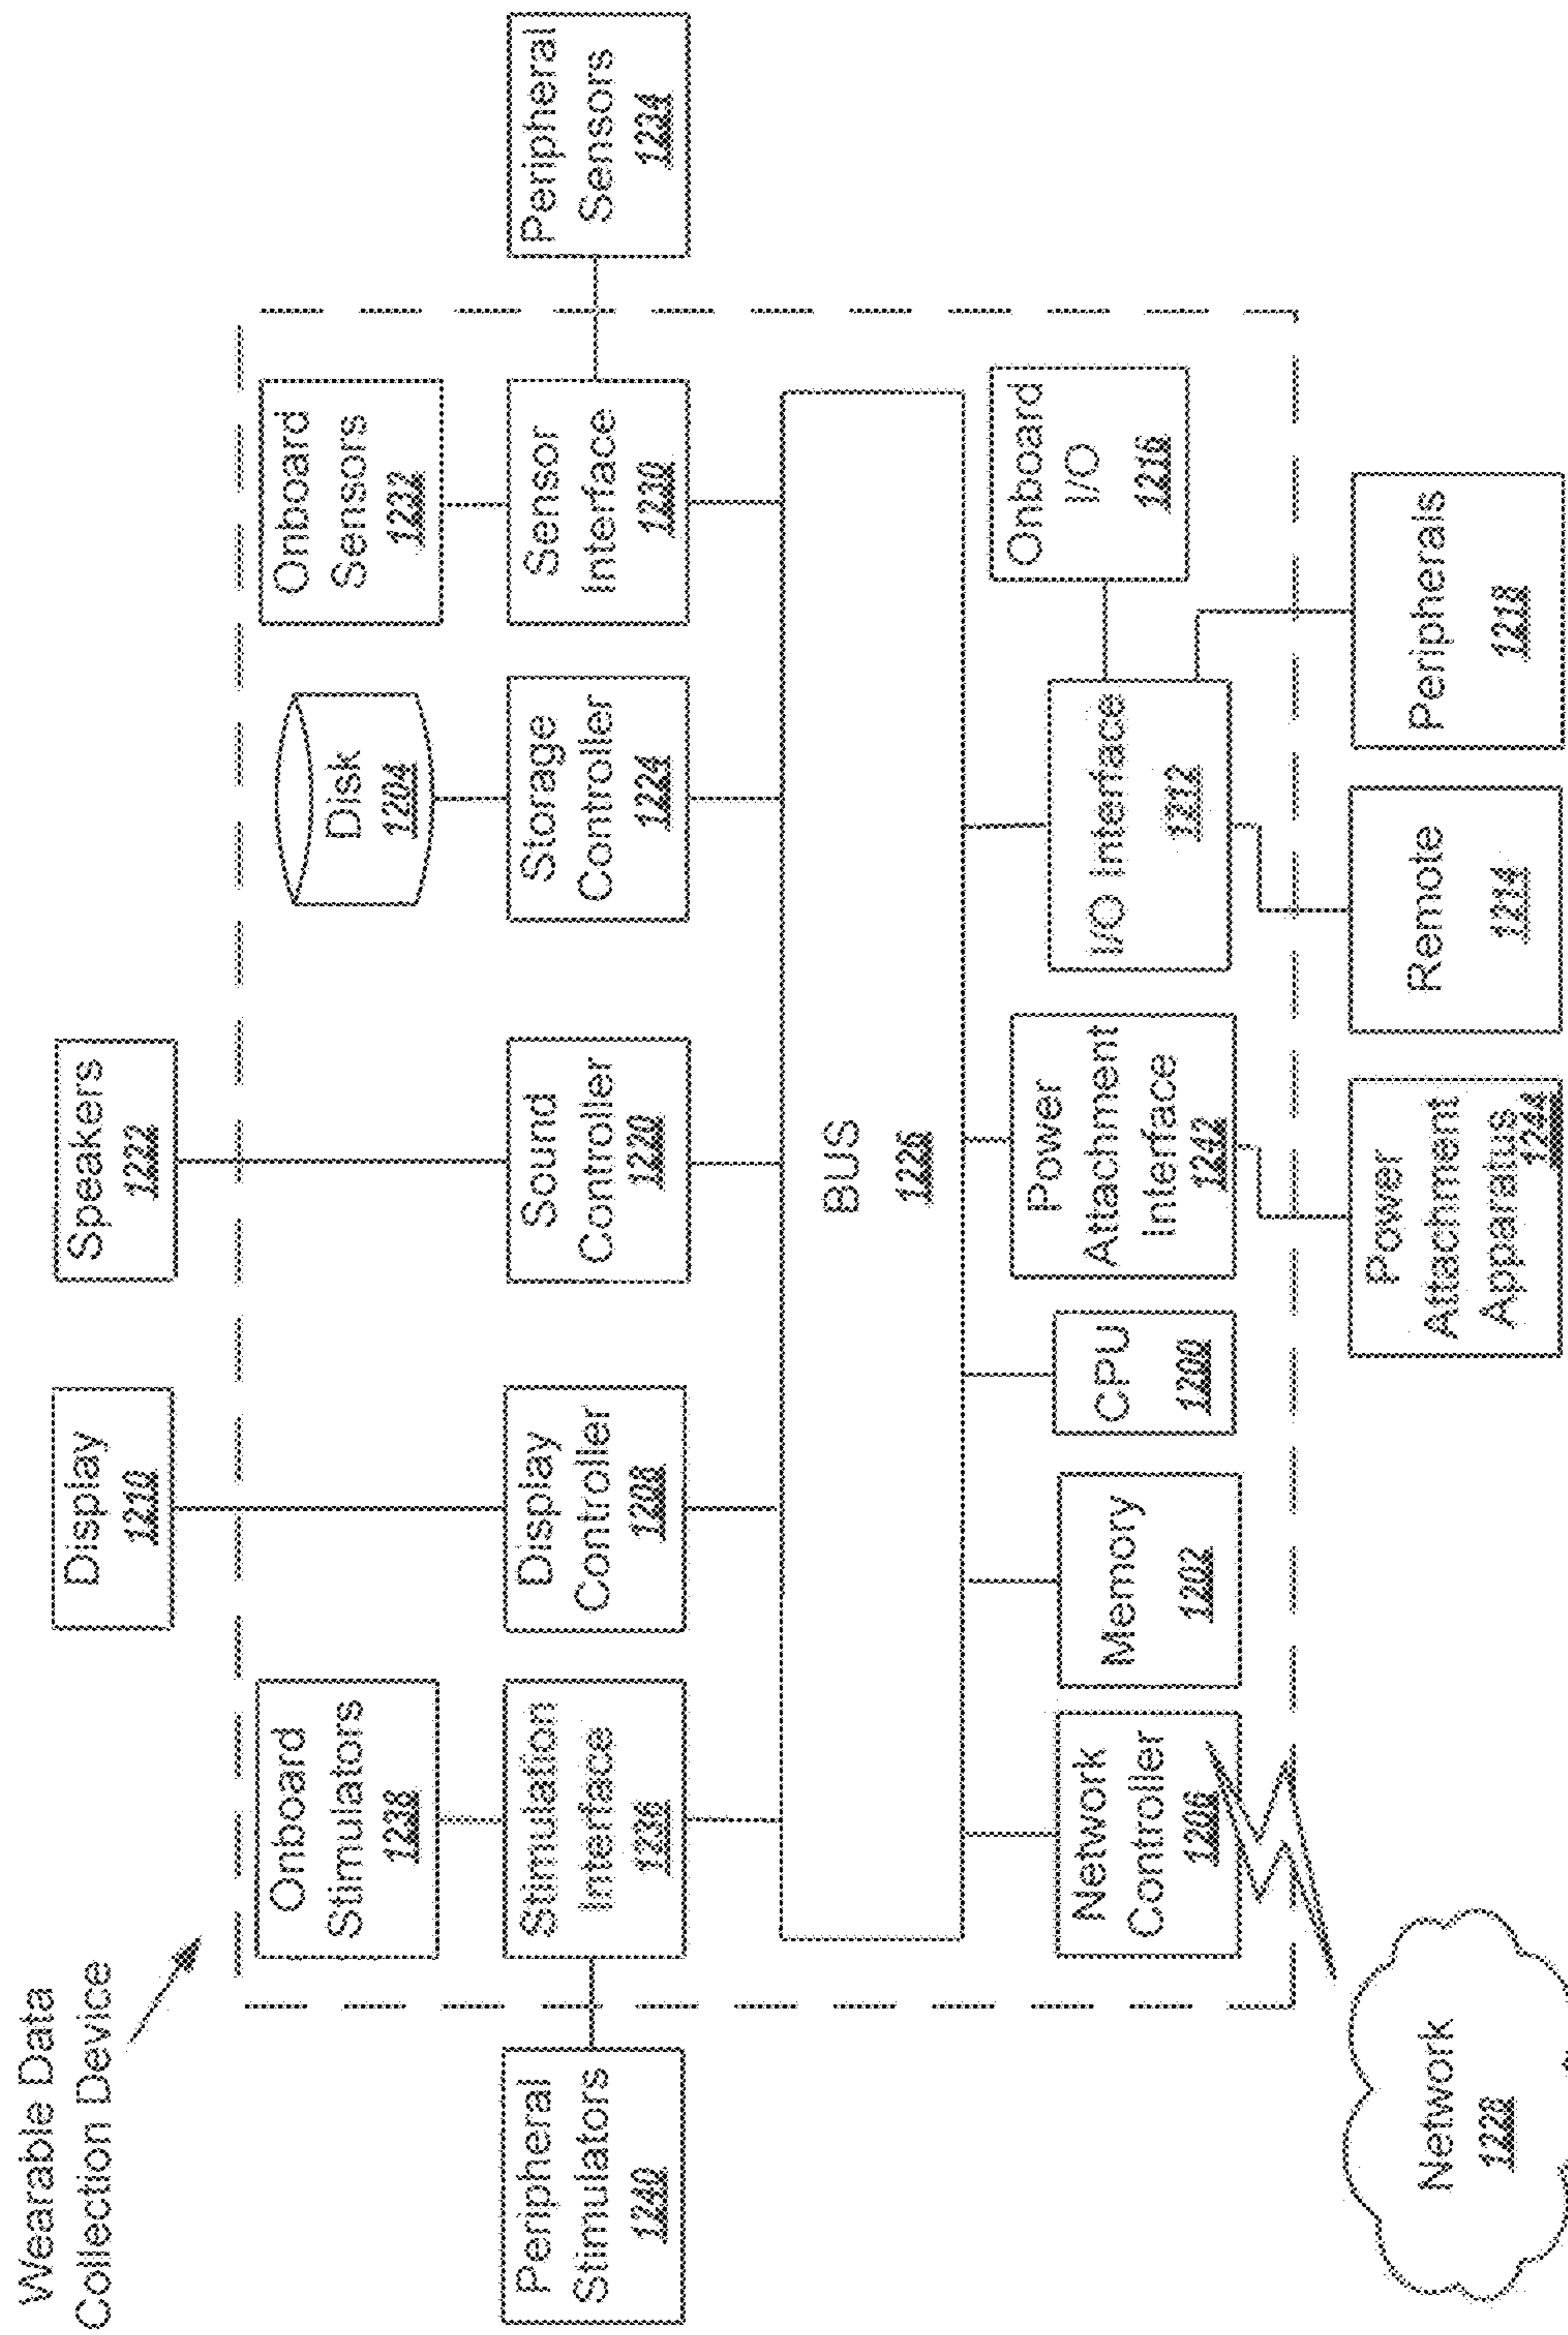 Wearable Data
Collection Device
Display
1210
Speakers
1222
Onboard
Stimulators
1238
Disk
1204
Onboard
Sensors
1232
Peripheral
Stimulators
1240
Stimulation
Interface
1236
Display
Controller
1208
Sound
Controller
1220
Storage
Controller
1224
Sensor
Interface
1230
Peripheral
Sensors
1234
BUS
1226
Network
Controller
1206
Memory
1202
CPU
1200
Power
Attachment
Interface
1242
I/O Interface
1212
Onboard
I/O
1216
Network
1228
Power
Attachment
Apparatus
1244
Remote
1214
Peripherals
1218